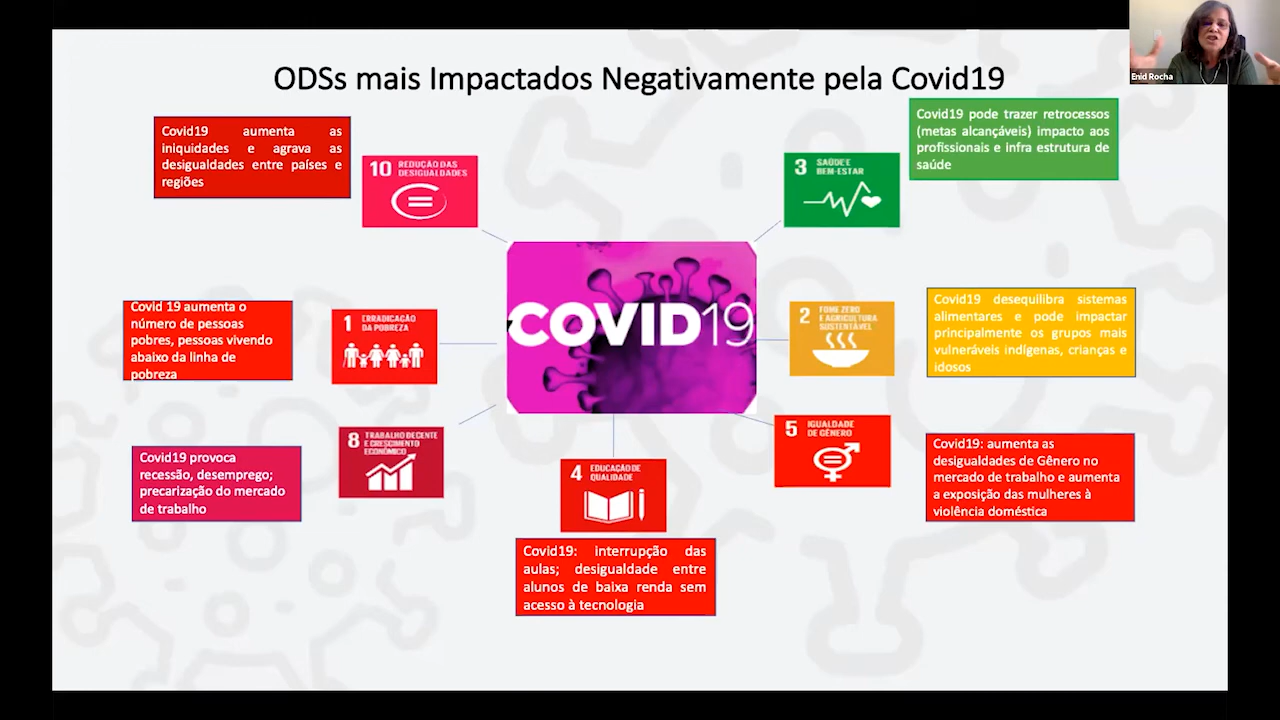 ODSs mais Impactados Negativamente pela Covid19
Enid Rocha
Covid19 aumenta as
iniquidades e agrava as
desigualdades entre países e
regiões
10 REDUÇÃO DAS
DESIGUALDADES
3 SAÚDE E
BEM-ESTAR
Covid19 pode trazer retrocessos
(metas alcançáveis) impacto aos
profissionais e infra estrutura de
saúde
Covid 19 aumenta o
número de pessoas
pobres, pessoas vivendo
abaixo da linha de
pobreza
1 ERRADICAÇÃO
DA POBREZA
COVID19
2 FOME ZERO
E AGRICULTURA
SUSTENTÁVEL
Covid19 desequilibra sistemas
alimentares e pode impactar
principalmente os grupos mais
vulneráveis indígenas, crianças e
idosos
Covid19 provoca
recessão, desemprego;
precarização do mercado
de trabalho
8 TRABALHO DECENTE
E CRESCIMENTO
ECONÔMICO
4 EDUCAÇÃO DE
QUALIDADE
Covid19: interrupção das
aulas; desigualdade entre
alunos de baixa renda sem
acesso à tecnologia
5 IGUALDADE
DE GÊNERO
Covid19: aumenta as
desigualdades de Gênero no
mercado de trabalho e aumenta
a exposição das mulheres à
violência doméstica